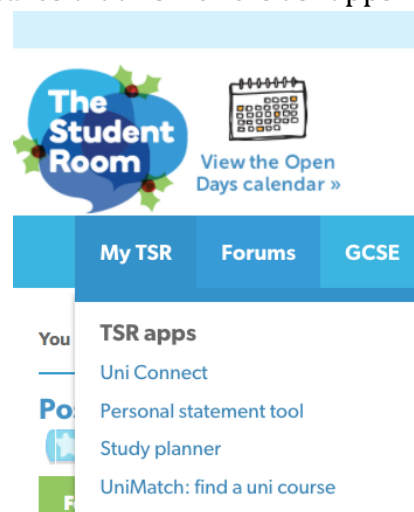 The
Student
Room
View the Open
Days calendar »
My TSR Forums GCSE
You
TSR apps
Uni Connect
Po
Personal statement tool
Study planner
UniMatch: find a uni course